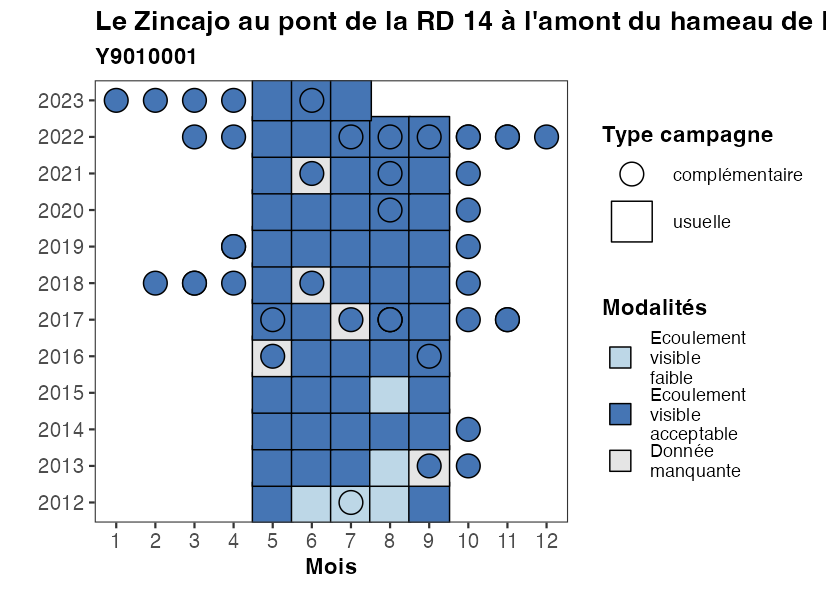 Le Zincajo au pont de la RD 14 à l'amont du hameau de
Y9010001
2023
2022
2021
2020
2019
2018
2017
2016
2015
2014
2013
2012
1 2 3 4 5 6 7 8 9 10 11 12
Mois
Type campagne
complémentaire
usuelle
Modalités
Ecoulement
visible
faible
Ecoulement
visible
acceptable
Donnée
manquante